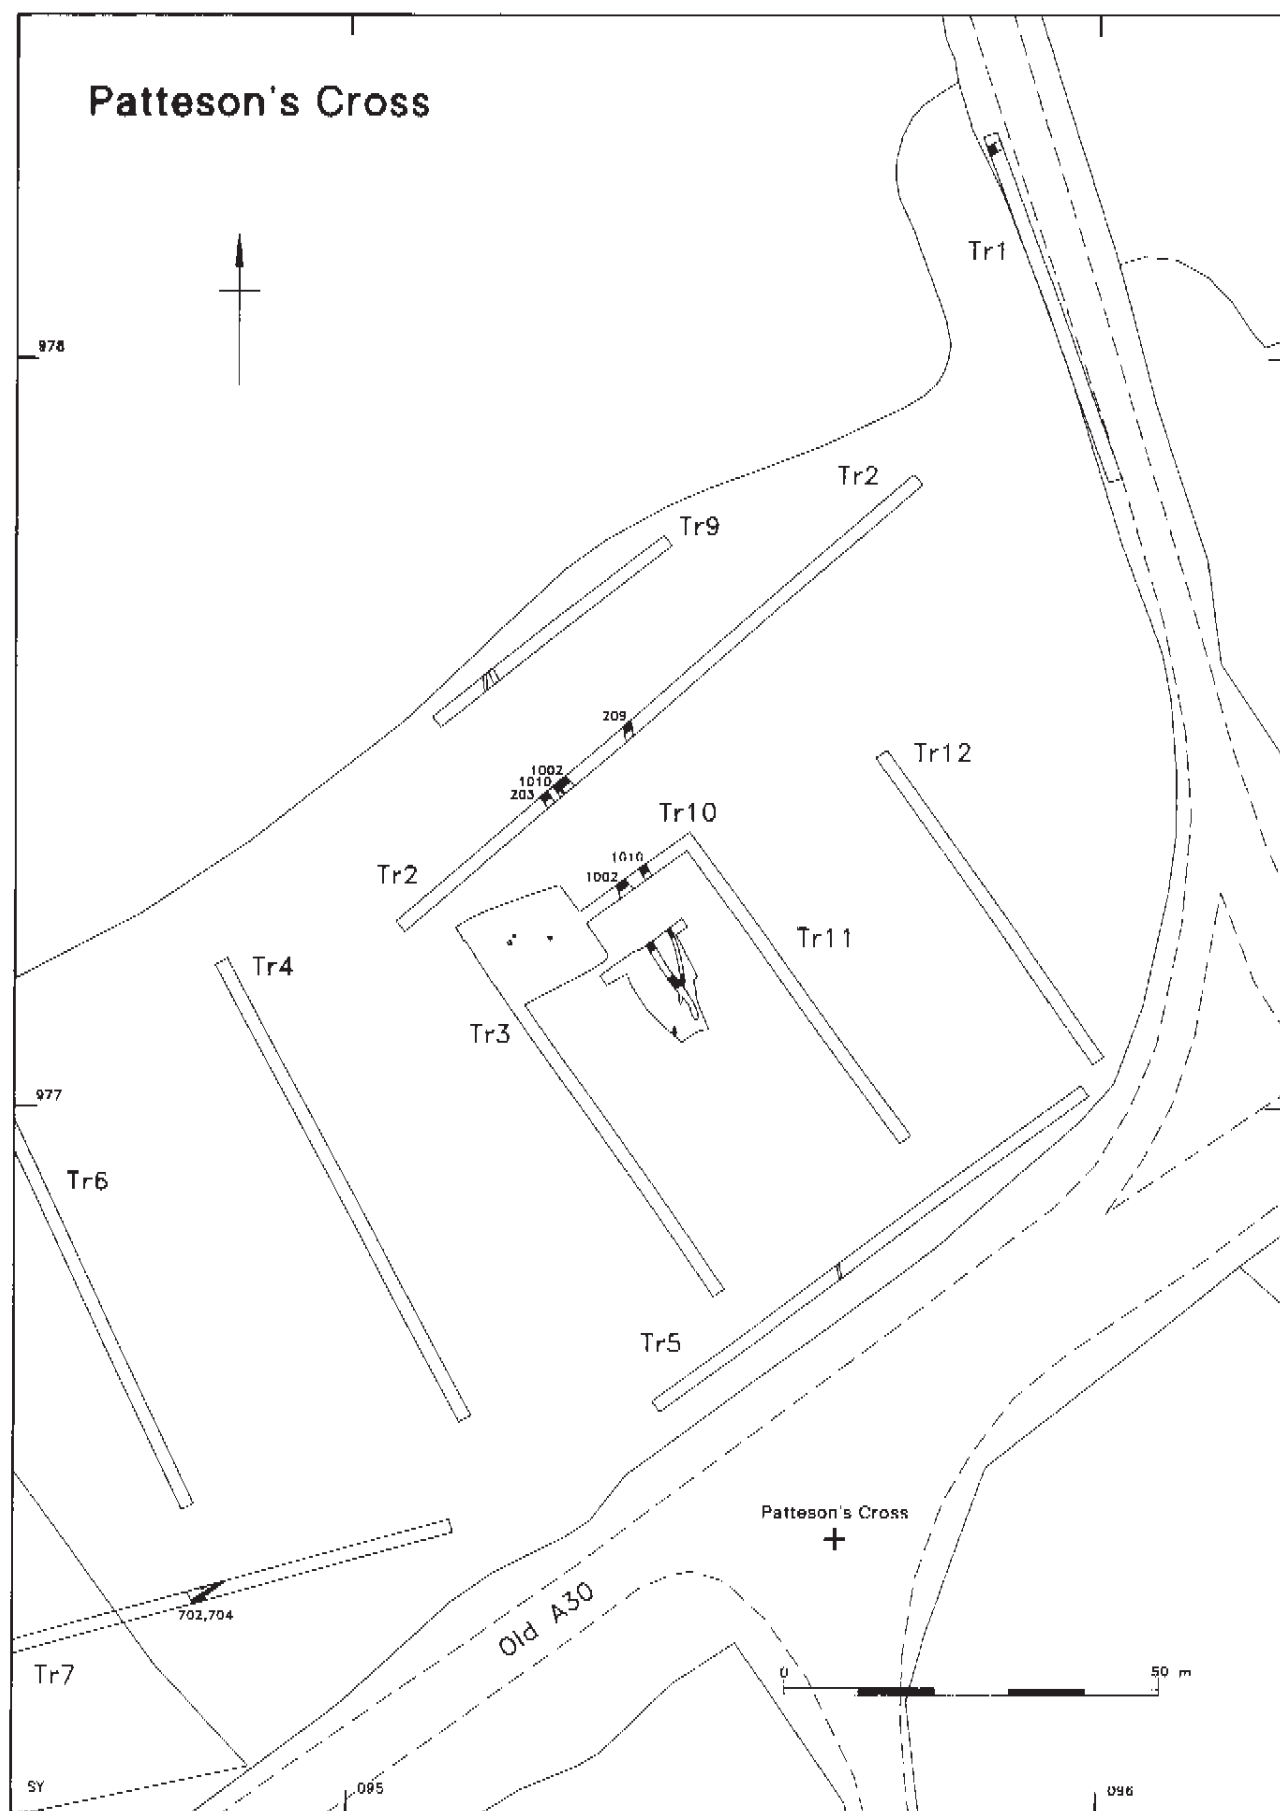 Patteson's Cross
Tr1
978
Tr2
Tr9
209
1002
1010
203
Tr12
Tr10
1010
1002
Tr2
Tr11
Tr4
Tr3
977
Tr6
Tr5
Patteson's Cross
Old A30
702,704
Tr7
0 50 m
SY
095
096